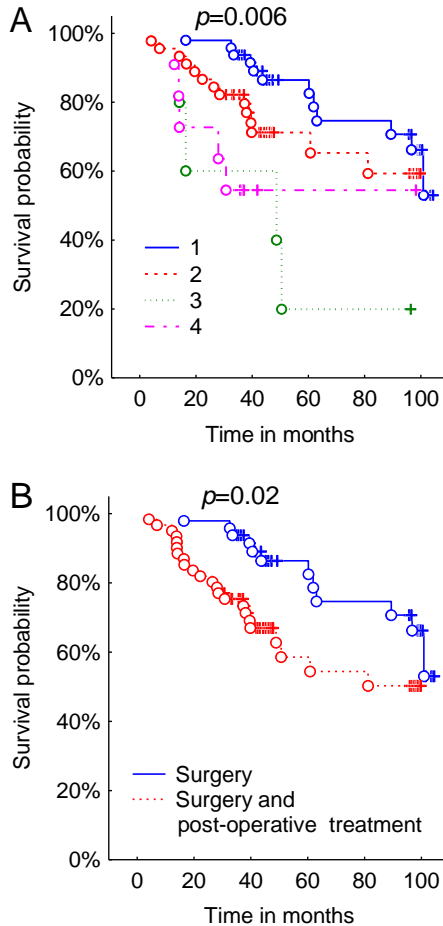 A
p=0.006
100%
80%
60%
40%
20%
0%
Survival probability
1
2
3
4
0 20 40 60 80 100
Time in months
B
p=0.02
100%
80%
60%
40%
20%
0%
Survival probability
Surgery
Surgery and
post-operative treatment
0 20 40 60 80 100
Time in months